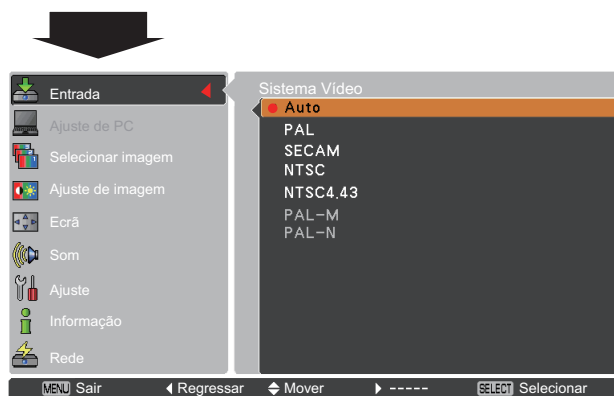 Entrada
Ajuste de PC
Selecionar imagem
Ajuste de imagem
Ecrã
Som
Ajuste
Informação
Rede
Sistema Vídeo
Auto
PAL
SECAM
NTSC
NTSC4.43
PAL-M
PAL-N
MENU Sair Regressar Mover ----- SELECT Selecionar